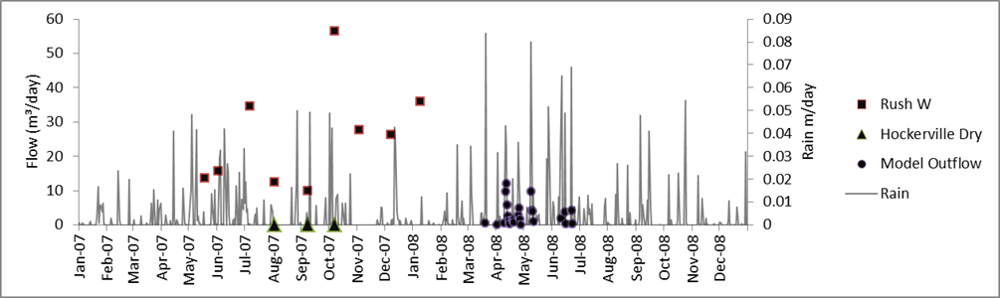 Flow (m³/day)
60
50
40
30
20
10
0
Jan-07
Feb-07
Mar-07
Apr-07
May-07
Jun-07
Jul-07
Aug-07
Sep-07
Oct-07
Nov-07
Dec-07
Jan-08
Feb-08
Mar-08
Apr-08
May-08
Jun-08
Jul-08
Aug-08
Sep-08
Oct-08
Nov-08
Dec-08
0.09
0.08
0.07
0.06
0.05
0.04
0.03
0.02
0.01
0
Rain m/day
Rush W
Hockerville Dry
Model Outflow
Rain